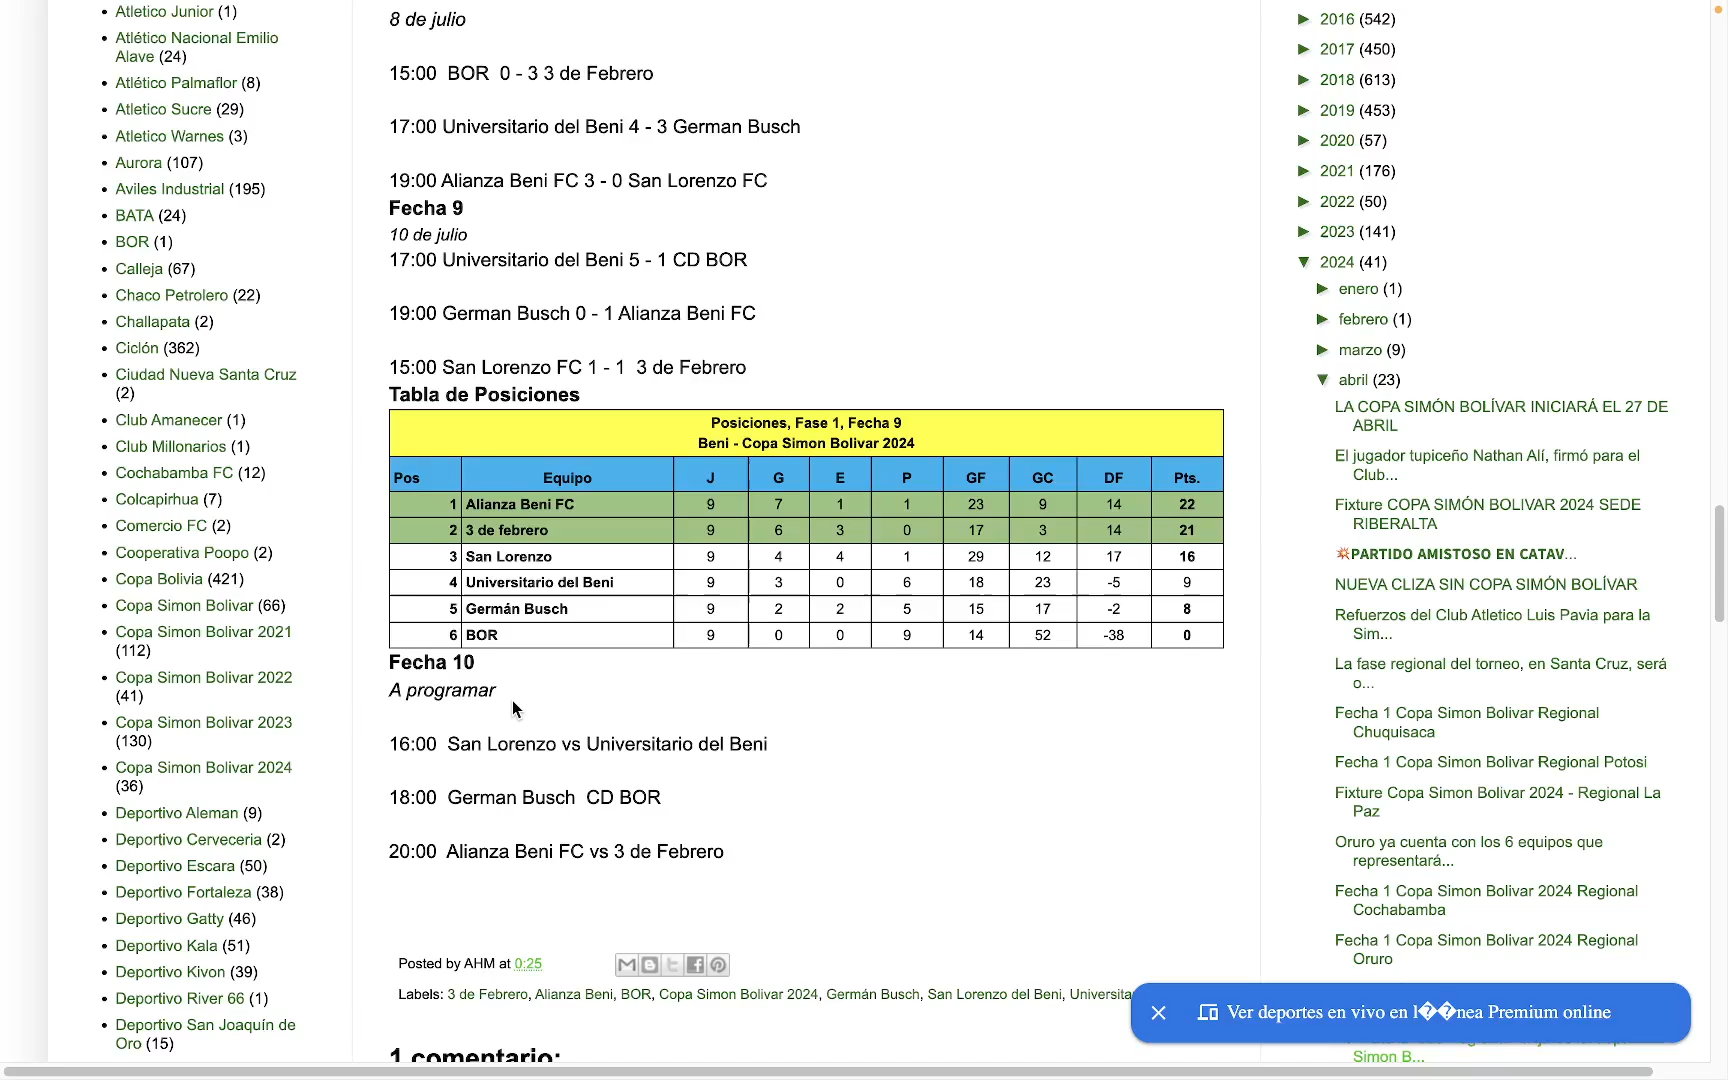 Atletico Junior (1)
Atlético Nacional Emilio
Alave (24)
Atlético Palmaflor (8)
Atletico Sucre (29)
Atletico Warnes (3)
Aurora (107)
Aviles Industrial (195)
BATA (24)
BOR (1)
Calleja (67)
Chaco Petrolero (22)
Challapata (2)
Ciclón (362)
Ciudad Nueva Santa Cruz
(2)
Club Amanecer (1)
Club Millonarios (1)
Cochabamba FC (12)
Colcapirhua (7)
Comercio FC (2)
Cooperativa Poopo (2)
Copa Bolivia (421)
Copa Simon Bolivar (66)
Copa Simon Bolivar 2021
(112)
Copa Simon Bolivar 2022
(41)
Copa Simon Bolivar 2023
(130)
Copa Simon Bolivar 2024
(36)
Deportivo Aleman (9)
Deportivo Cerveceria (2)
Deportivo Escara (50)
Deportivo Fortaleza (38)
Deportivo Gatty (46)
Deportivo Kala (51)
Deportivo Kivon (39)
Deportivo River 66 (1)
Deportivo San Joaquín de
Oro (15)
8 de julio
15:00 BOR 0 - 3 3 de Febrero
17:00 Universitario del Beni 4 - 3 German Busch
19:00 Alianza Beni FC 3 - 0 San Lorenzo FC
Fecha 9
10 de julio
17:00 Universitario del Beni 5 - 1 CD BOR
19:00 German Busch 0 - 1 Alianza Beni FC
15:00 San Lorenzo FC 1 - 1 3 de Febrero
Tabla de Posiciones
Posiciones, Fase 1, Fecha 9
Beni - Copa Simon Bolivar 2024
Pos Equipo J G E P GF GC DF Pts.
1 Alianza Beni FC 9 7 1 1 23 9 14 22
2 3 de febrero 9 6 3 0 17 3 14 21
3 San Lorenzo 9 4 4 1 29 12 17 16
4 Universitario del Beni 9 3 0 6 18 23 -5 9
5 Germán Busch 9 2 2 5 15 17 -2 8
6 BOR 9 0 0 9 14 52 -38 0
Fecha 10
A programar
16:00 San Lorenzo vs Universitario del Beni
18:00 German Busch CD BOR
20:00 Alianza Beni FC vs 3 de Febrero
Posted by AHM at 0:25
Labels: 3 de Febrero, Alianza Beni, BOR, Copa Simon Bolivar 2024, Germán Busch, San Lorenzo del Beni, Universita
1 comentario:
2016 (542)
2017 (450)
2018 (613)
2019 (453)
2020 (57)
2021 (176)
2022 (50)
2023 (141)
2024 (41)
enero (1)
febrero (1)
marzo (9)
abril (23)
LA COPA SIMÓN BOLÍVAR INICIARÁ EL 27 DE
ABRIL
El jugador tupiceño Nathan Alí, firmó para el
Club...
Fixture COPA SIMÓN BOLIVAR 2024 SEDE
RIBERALTA
💥PARTIDO AMISTOSO EN CATAV...
NUEVA CLIZA SIN COPA SIMÓN BOLÍVAR
Refuerzos del Club Atletico Luis Pavia para la
Sim...
La fase regional del torneo, en Santa Cruz, será
o...
Fecha 1 Copa Simon Bolivar Regional
Chuquisaca
Fecha 1 Copa Simon Bolivar Regional Potosi
Fixture Copa Simon Bolivar 2024 - Regional La
Paz
Oruro ya cuenta con los 6 equipos que
representará...
Fecha 1 Copa Simon Bolivar 2024 Regional
Cochabamba
Fecha 1 Copa Simon Bolivar 2024 Regional
Oruro
Ver deportes en vivo en l��nea Premium online
Simon B...